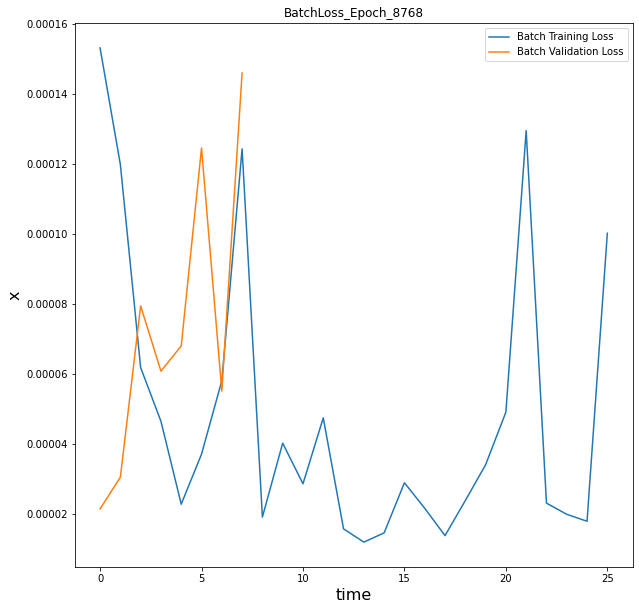 BatchLoss_Epoch_8768
Batch Training Loss
Batch Validation Loss
0.00016
0.00014
0.00012
0.00010
0.00008
0.00006
0.00004
0.00002
x
0 5 10 15 20 25
time